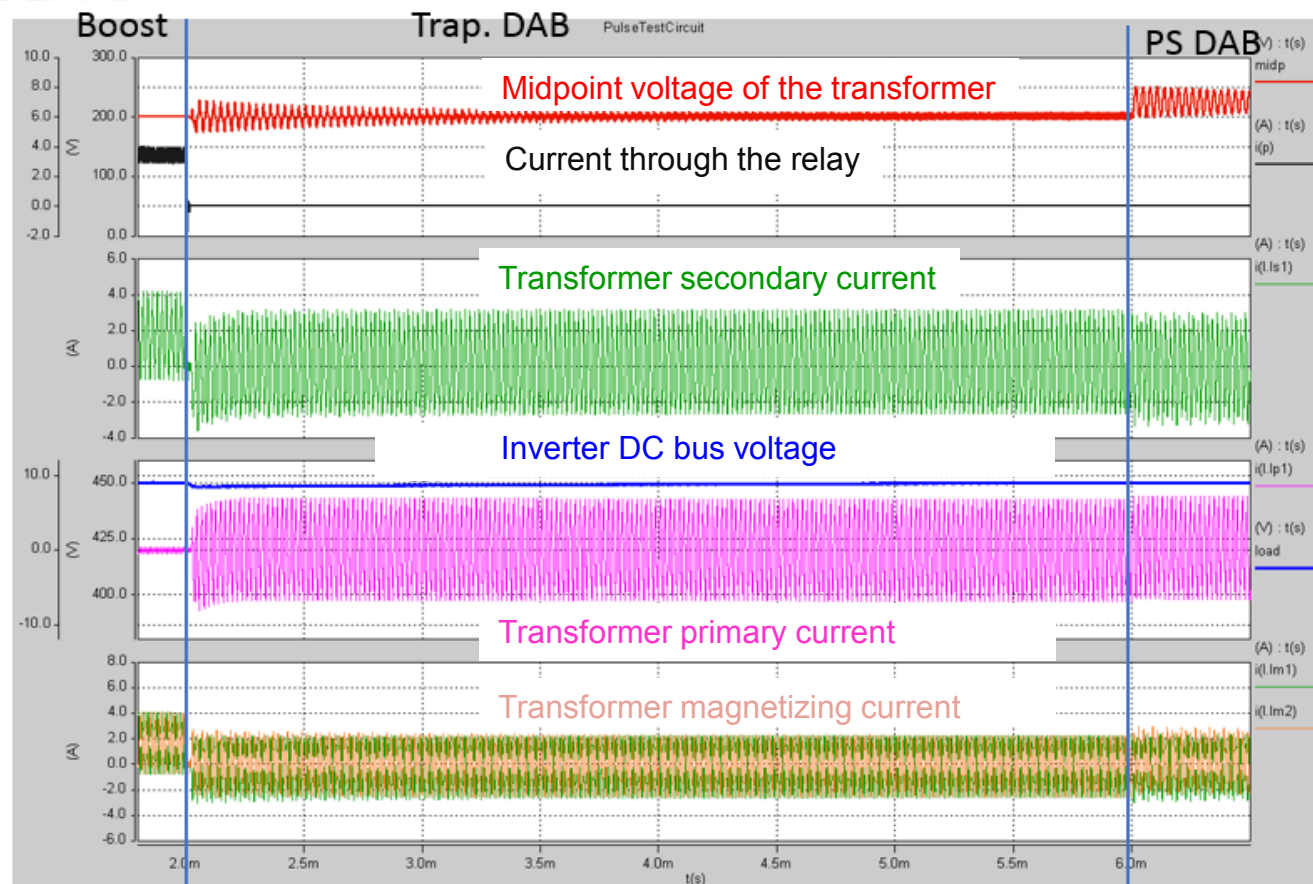 Boost
Trap. DAB
PulseTestCircuit
PS DAB
(V) : t(s)
midp
(A) : t(s)
i(p)
10.0
8.0
6.0
4.0
2.0
0.0
-2.0
(V)
300.0
200.0
100.0
0.0
Midpoint voltage of the transformer
Current through the relay
(A) : t(s)
i(l.ls1)
(A)
6.0
4.0
2.0
0.0
-2.0
-4.0
Transformer secondary current
Inverter DC bus voltage
(A) : t(s)
i(l.lp1)
(V) : t(s)
load
10.0
0.0
-10.0
(V)
450.0
425.0
400.0
Transformer primary current
(A) : t(s)
i(l.lm1)
i(l.lm2)
(A)
8.0
6.0
4.0
2.0
0.0
-2.0
-4.0
-6.0
Transformer magnetizing current
2.0m 2.5m 3.0m 3.5m 4.0m 4.5m 5.0m 5.5m 6.0m
t(s)